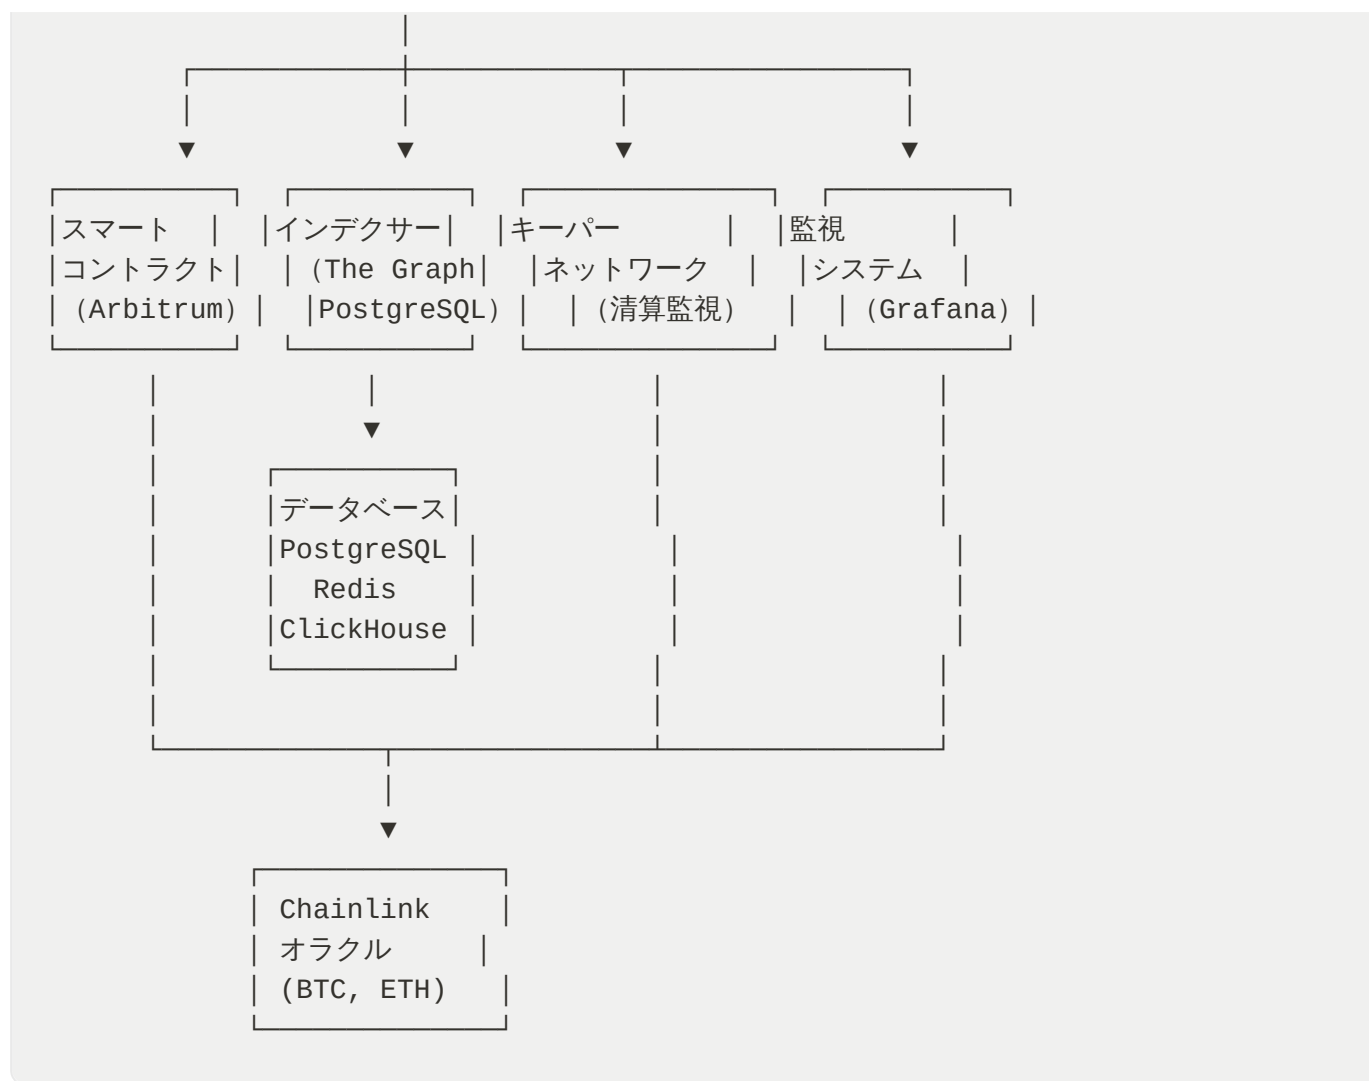 スマート インデクサー キーパー 監視
コントラクト （The Graph ネットワーク システム
（Arbitrum） PostgreSQL） （清算監視） （Grafana）
データベース
PostgreSQL
Redis
ClickHouse
Chainlink
オラクル
(BTC, ETH)